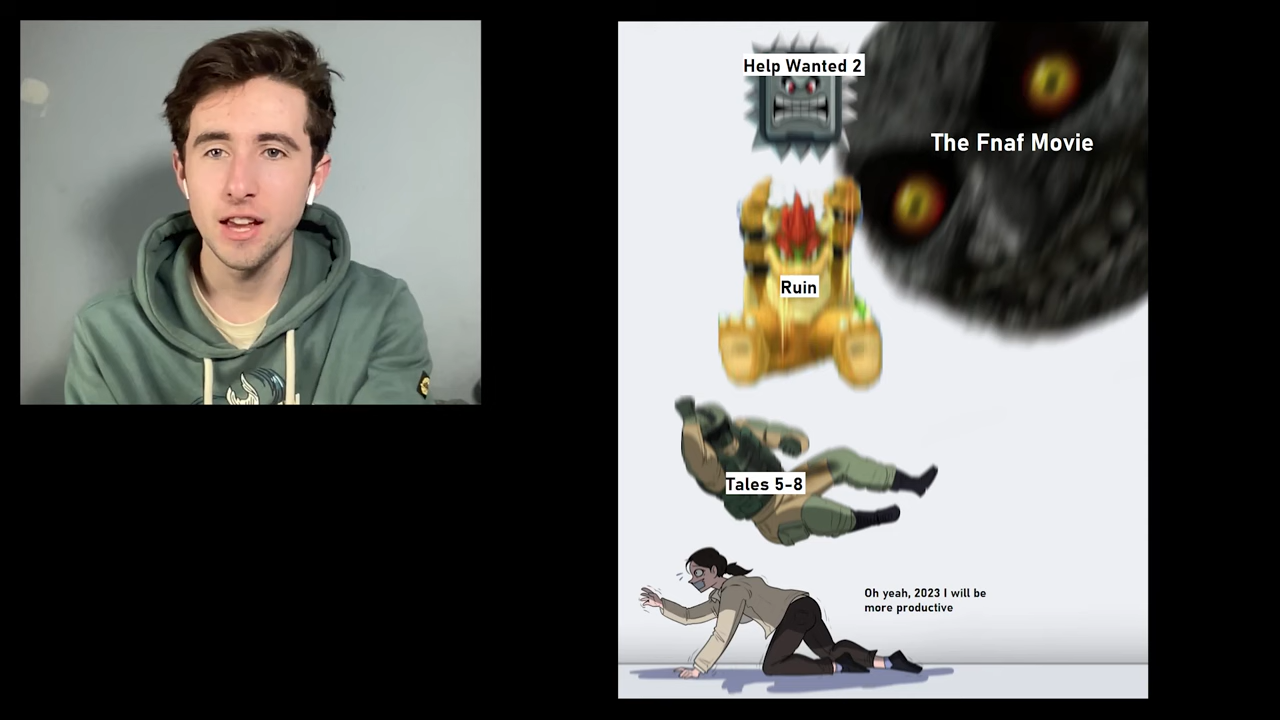 Help Wanted 2
The Fnaf Movie
Ruin
Tales 5-8
Oh yeah, 2023 I will be
more productive